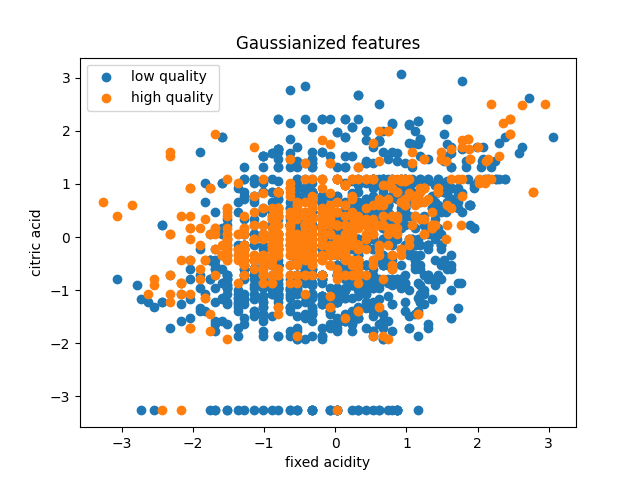 Gaussianized features
low quality
high quality
3
2
1
0
−1
−2
−3
citric acid
−3 −2 −1 0 1 2 3
fixed acidity